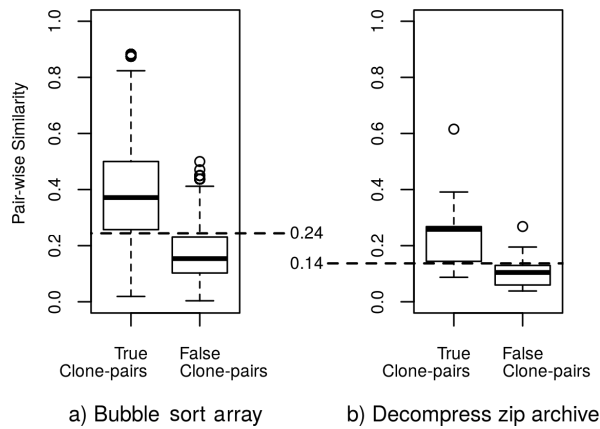 Pair-wise Similarity
1.0
0.8
0.6
0.4
0.2
0.0
0.24
True
Clone-pairs
False
Clone-pairs
a) Bubble sort array
1.0
0.8
0.6
0.4
0.2
0.0
0.14
True
Clone-pairs
False
Clone-pairs
b) Decompress zip archive